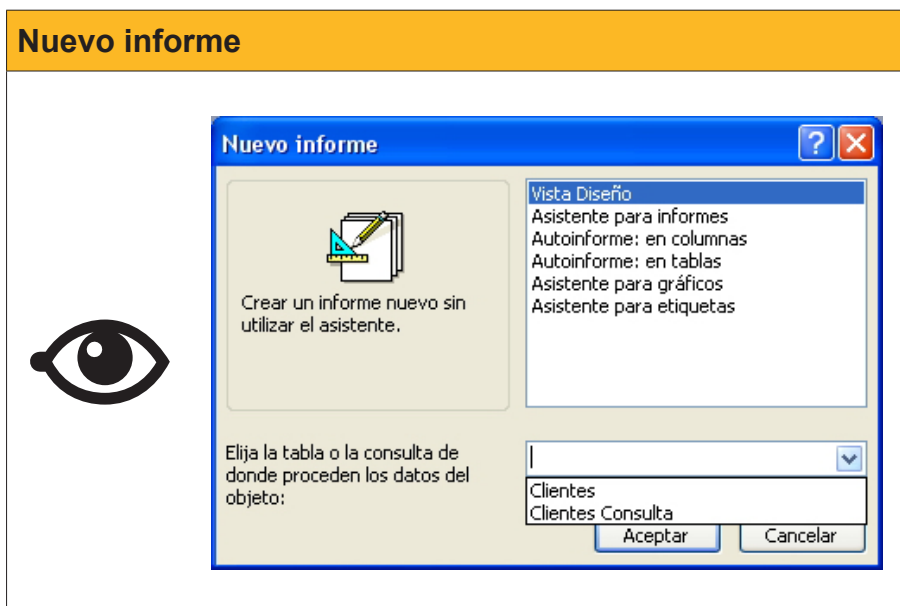 Nuevo informe
Nuevo informe
Vista Diseño
Asistente para informes
Autoinforme: en columnas
Autoinforme: en tablas
Asistente para gráficos
Asistente para etiquetas
Crear un informe nuevo sin
utilizar el asistente.
Elija la tabla o la consulta de
donde proceden los datos del
objeto:
Clientes
Clientes Consulta
Aceptar
Cancelar